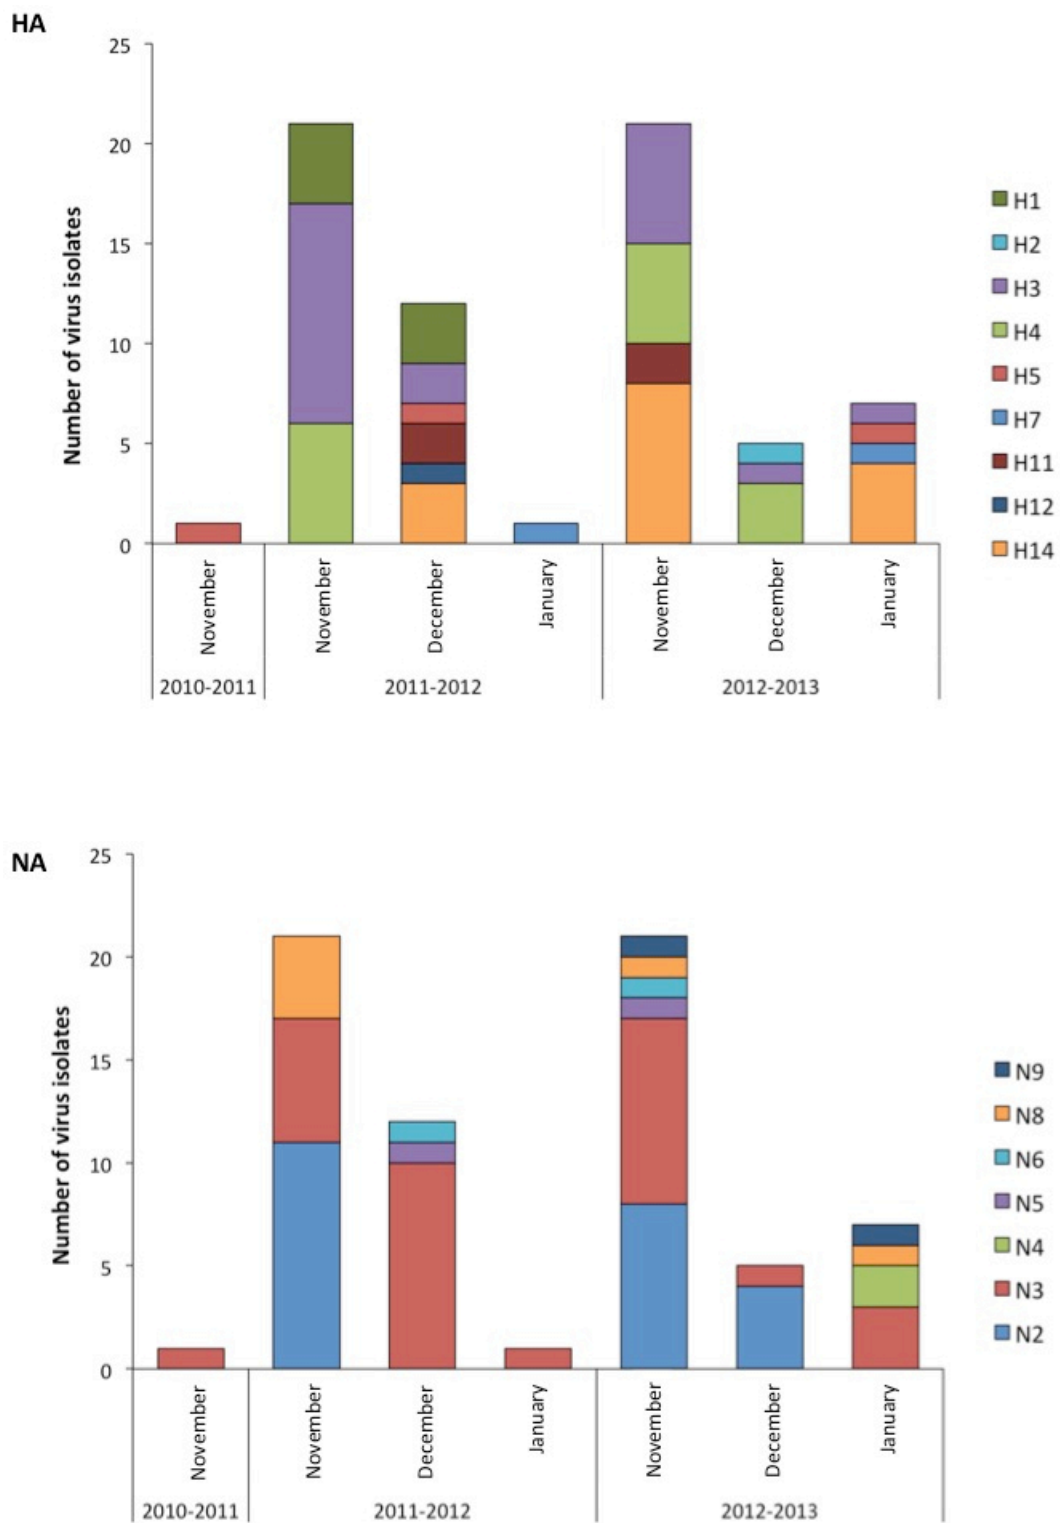 HA
25
20
15
10
5
0
Number of virus isolates
November
November
December
January
November
December
January
2010-2011
2011-2012
2012-2013
H1
H2
H3
H4
H5
H7
H11
H12
H14
NA
25
20
15
10
5
0
Number of virus isolates
November
November
December
January
November
December
January
2010-2011
2011-2012
2012-2013
N9
N8
N6
N5
N4
N3
N2